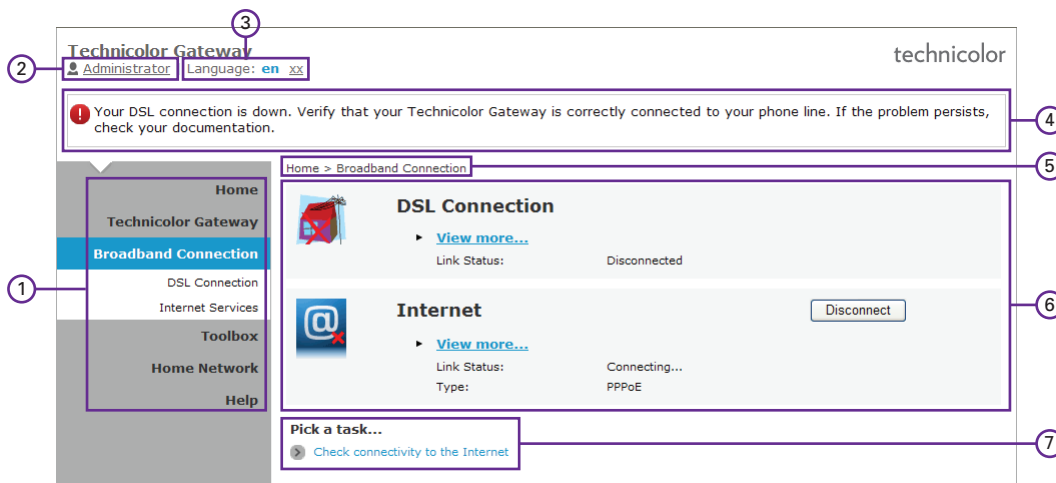 3
Technicolor Gateway
technicolor
2
Administrator
Language: en xx
Your DSL connection is down. Verify that your Technicolor Gateway is correctly connected to your phone line. If the problem persists,
check your documentation.
4
Home > Broadband Connection
5
1
Home
Technicolor Gateway
Broadband Connection
DSL Connection
Internet Services
Toolbox
Home Network
Help
DSL Connection
View more...
Link Status: Disconnected
@
Internet
Disconnect
View more...
Link Status: Connecting...
Type: PPPoE
6
Pick a task...
Check connectivity to the Internet
7